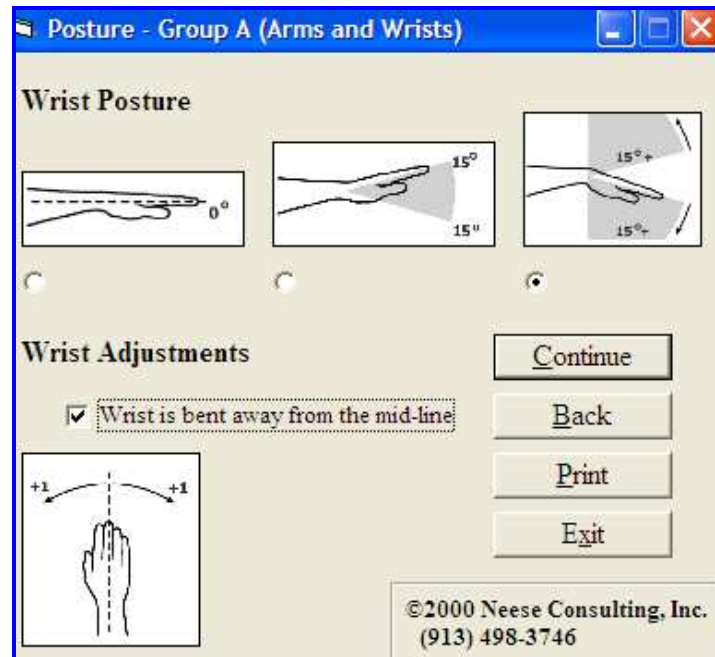 Posture - Group A (Arms and Wrists)
Wrist Posture
0°
15°
15°
15°+
15°+
Wrist Adjustments
Wrist is bent away from the mid-line
+1 +1
Continue
Back
Print
Exit
©2000 Neese Consulting, Inc.
(913) 498-3746